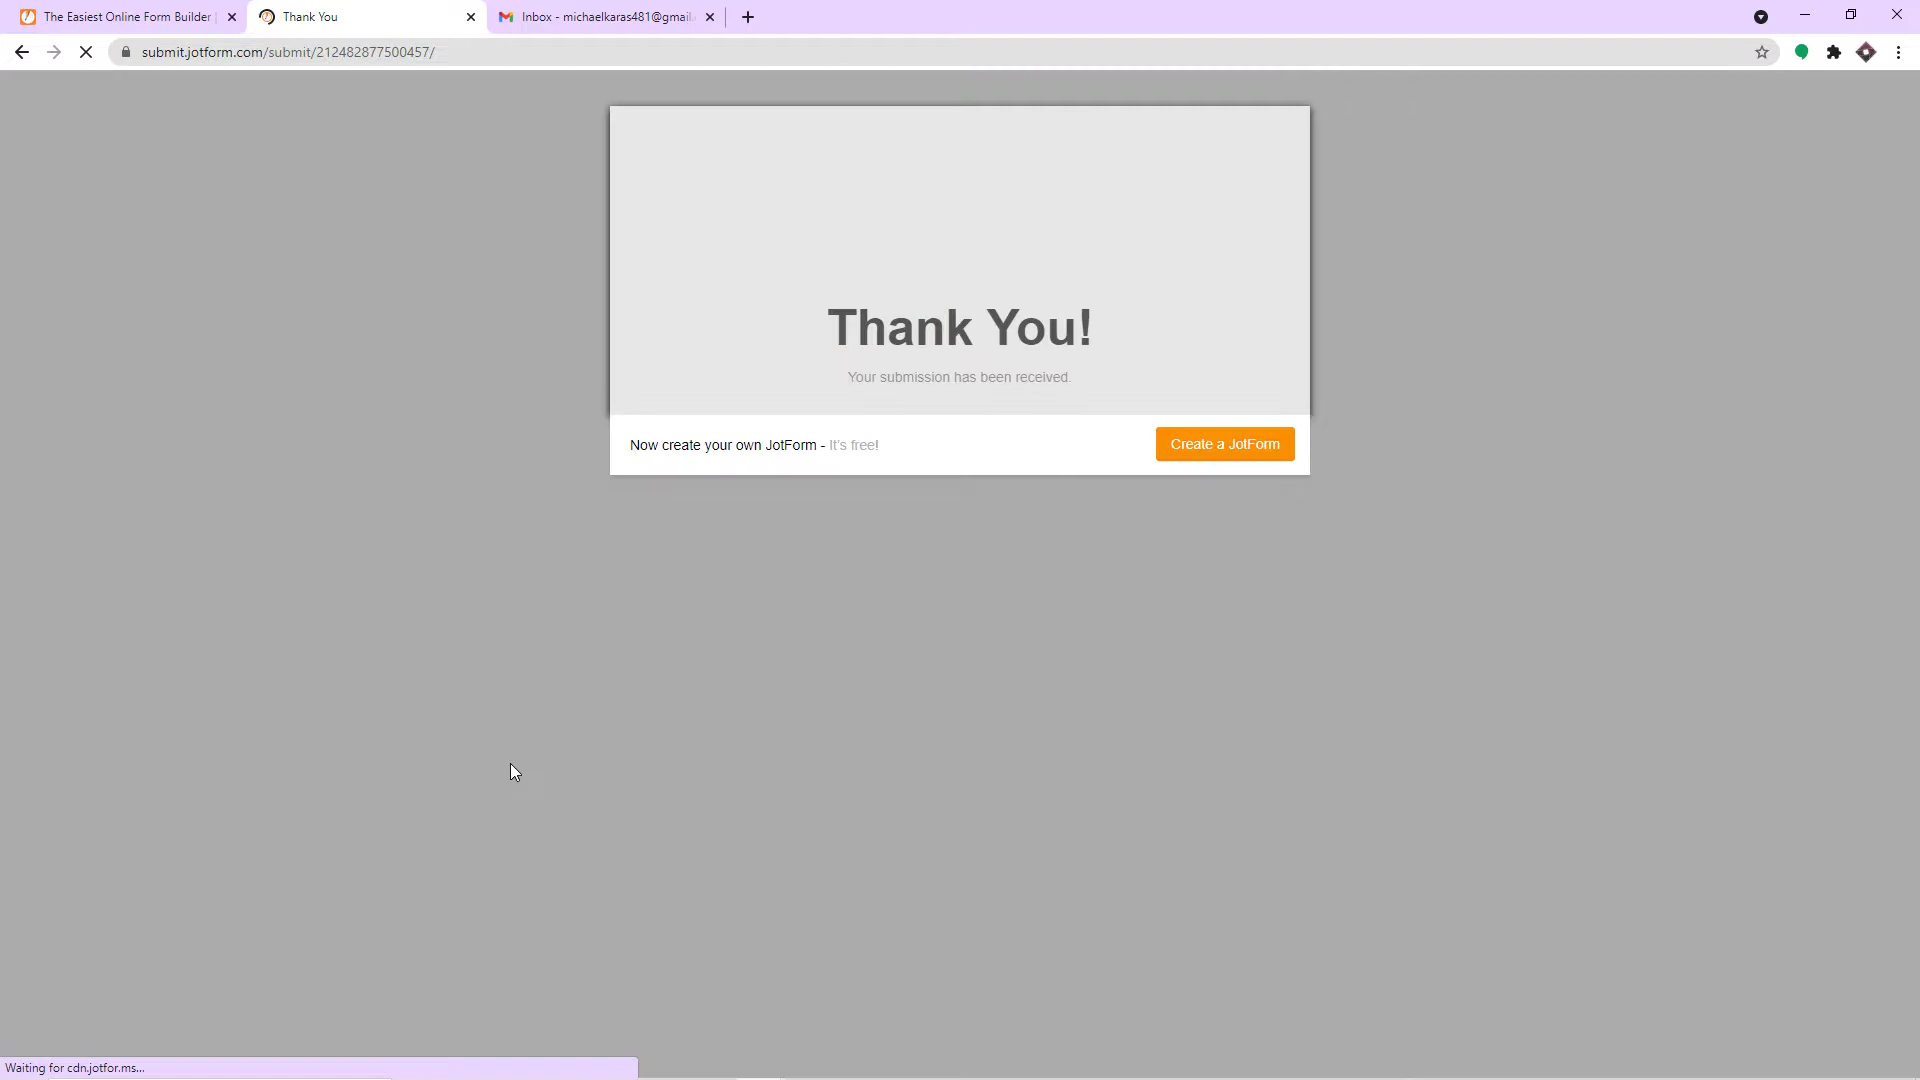 The Easiest Online Form Builder
Thank You
Inbox - michaelkaras481@gmail.
submit.jotform.com/submit/212482877500457/
Thank You!
Your submission has been received.
Now create your own JotForm - It's free!
Create a JotForm
Waiting for cdn.jotfor.ms...